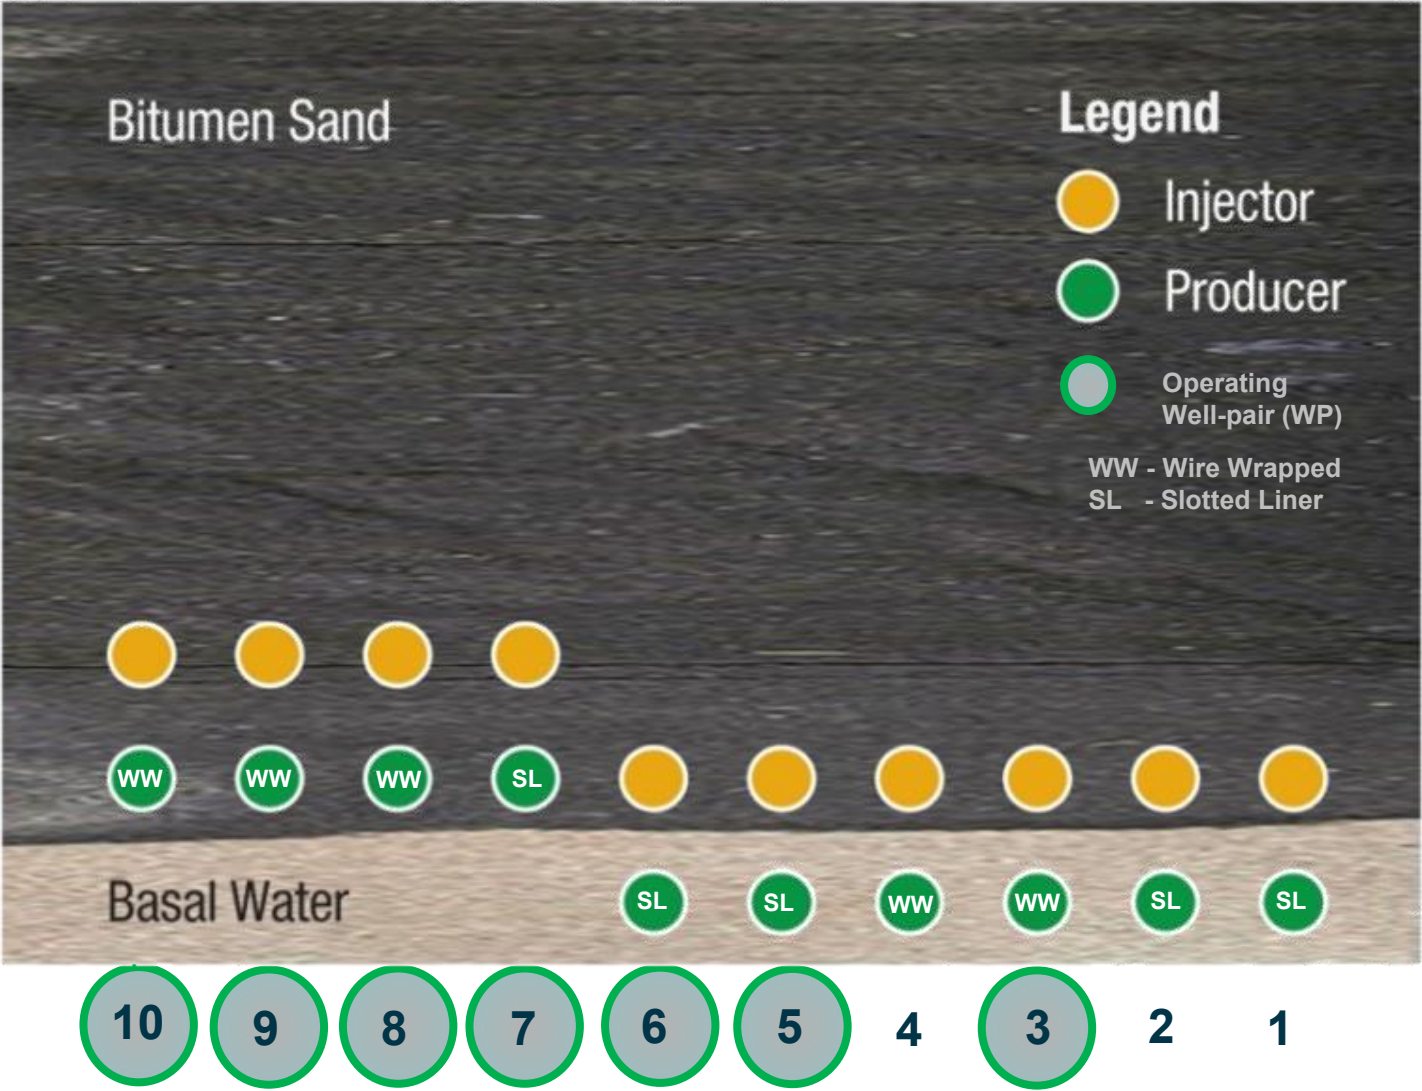 Bitumen Sand
Legend
Injector
Producer
Operating
Well-pair (WP)
WW - Wire Wrapped
SL - Slotted Liner
WW WW WW SL
Basal Water
SL SL WW WW SL SL
10 9 8 7 6 5 4 3 2 1